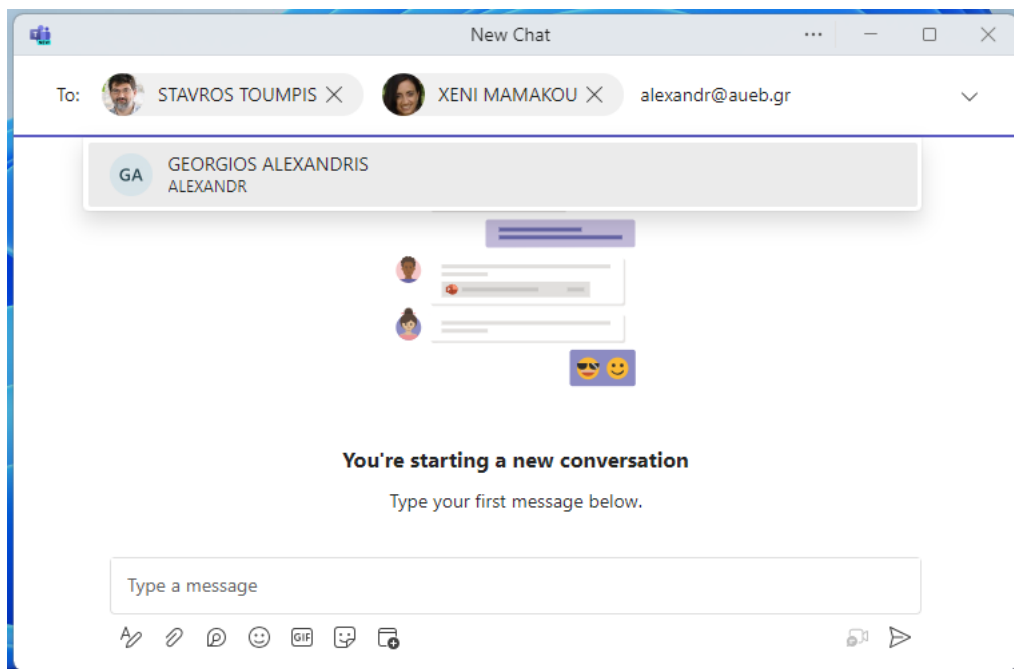 New Chat
To: STAVROS TOUMPIS XENI MAMAKOU alexandr@aueb.gr
GA GEORGIOS ALEXANDRIS
ALEXANDR
You're starting a new conversation
Type your first message below.
Type a message
GIF